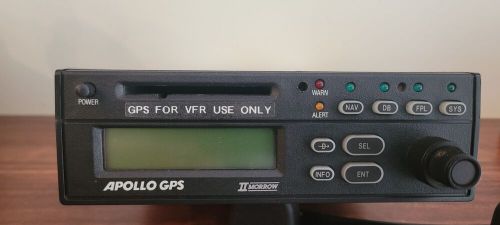 WARN
POWER
GPS FOR VFR USE ONLY
ALERT
NAV DB FPL SYS
D SEL
APOLLO GPS II MORROW
INFO ENT